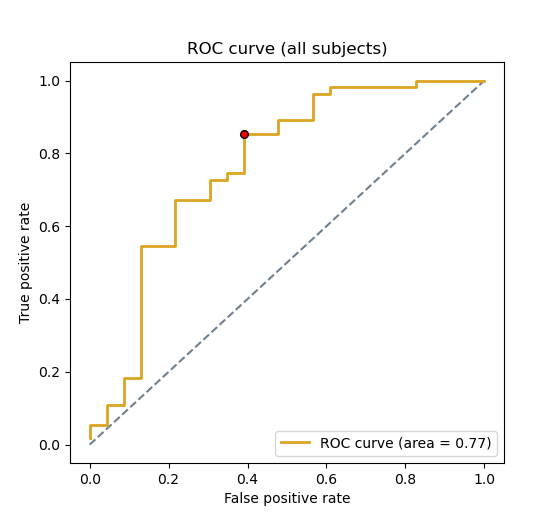 ROC curve (all subjects)
1.0
0.8
0.6
0.4
0.2
0.0
True positive rate
ROC curve (area = 0.77)
0.0 0.2 0.4 0.6 0.8 1.0
False positive rate